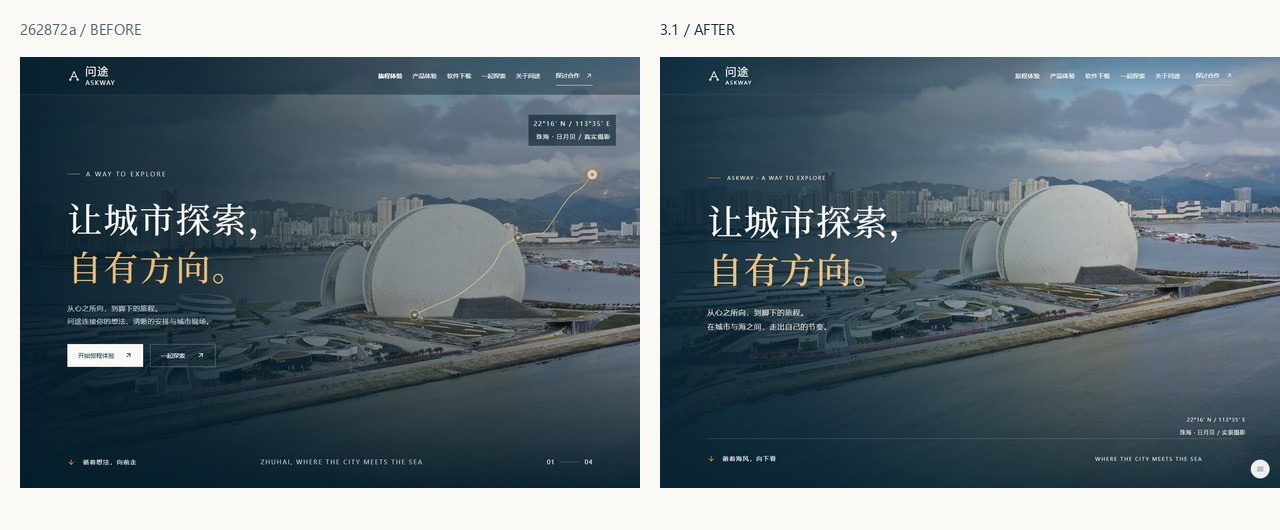 262872a / BEFORE
问途
ASKWAY
旅程体验 产品体验 软件下载 一起探索 关于问途 探讨合作
22°16′ N / 113°35′ E
珠海 · 日月贝 / 真实摄影
A WAY TO EXPLORE
让城市探索，
自有方向。
从心之所向，到脚下的旅程。
问途连接你的想法、清晰的安排与城市现场。
开始旅程体验
一起探索
循着想法，向前走
ZHUHAI, WHERE THE CITY MEETS THE SEA
01 04
3.1 / AFTER
问途
ASKWAY
旅程体验 产品体验 软件下载 一起探索 关于问途 探讨合作
ASKWAY · A WAY TO EXPLORE
让城市探索，
自有方向。
从心之所向，到脚下的旅程。
在城市与海之间，走出自己的节奏。
22°16′ N / 113°35′ E
珠海 · 日月贝 / 实景摄影
循着海风，向下看
WHERE THE CITY MEETS THE SEA